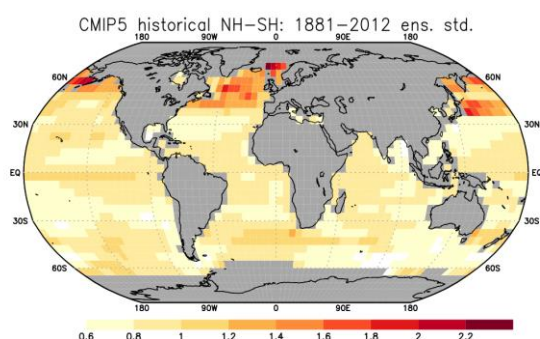 CMIP5 historical NH-SH: 1881-2012 ens. std.
180 90W 0 90E 180
60N 60N
30N 30N
EQ EQ
30S 30S
60S 60S
180 90W 0 90E 180
0.6 0.8 1 1.2 1.4 1.6 1.8 2 2.2